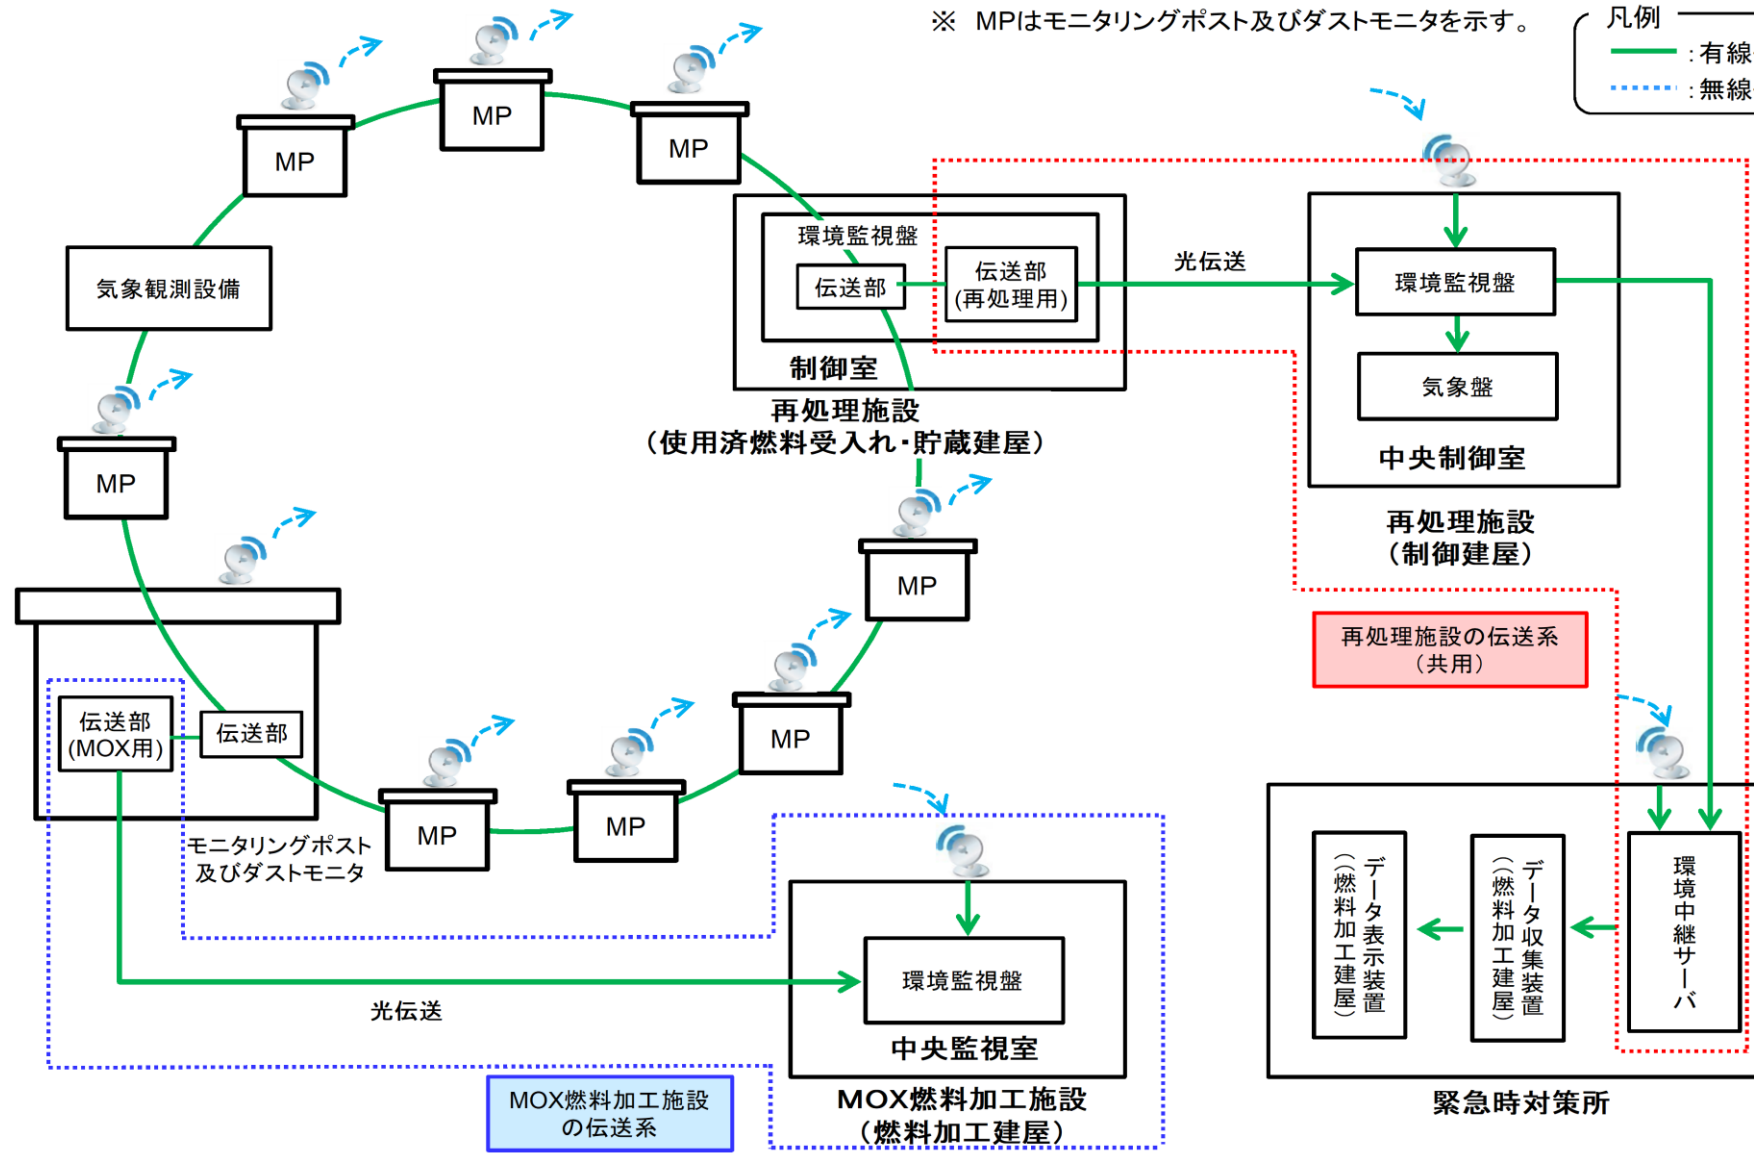 ※ MPはモニタリングポスト及びダストモニタを示す。
凡例
:有線
:無線
MP
MP
MP
気象観測設備
環境監視盤
伝送部
伝送部
(再処理用)
制御室
再処理施設
(使用済燃料受入れ・貯蔵建屋)
光伝送
環境監視盤
気象盤
中央制御室
再処理施設
(制御建屋)
MP
MP
再処理施設の伝送系
(共用)
伝送部
(MOX用)
伝送部
MP
MP
MP
モニタリングポスト
及びダストモニタ
環境監視盤
光伝送
中央監視室
MOX燃料加工施設
の伝送系
MOX燃料加工施設
(燃料加工建屋)
データ表示装置
(燃料加工建屋)
データ収集装置
(燃料加工建屋)
環境中継サーバ
緊急時対策所